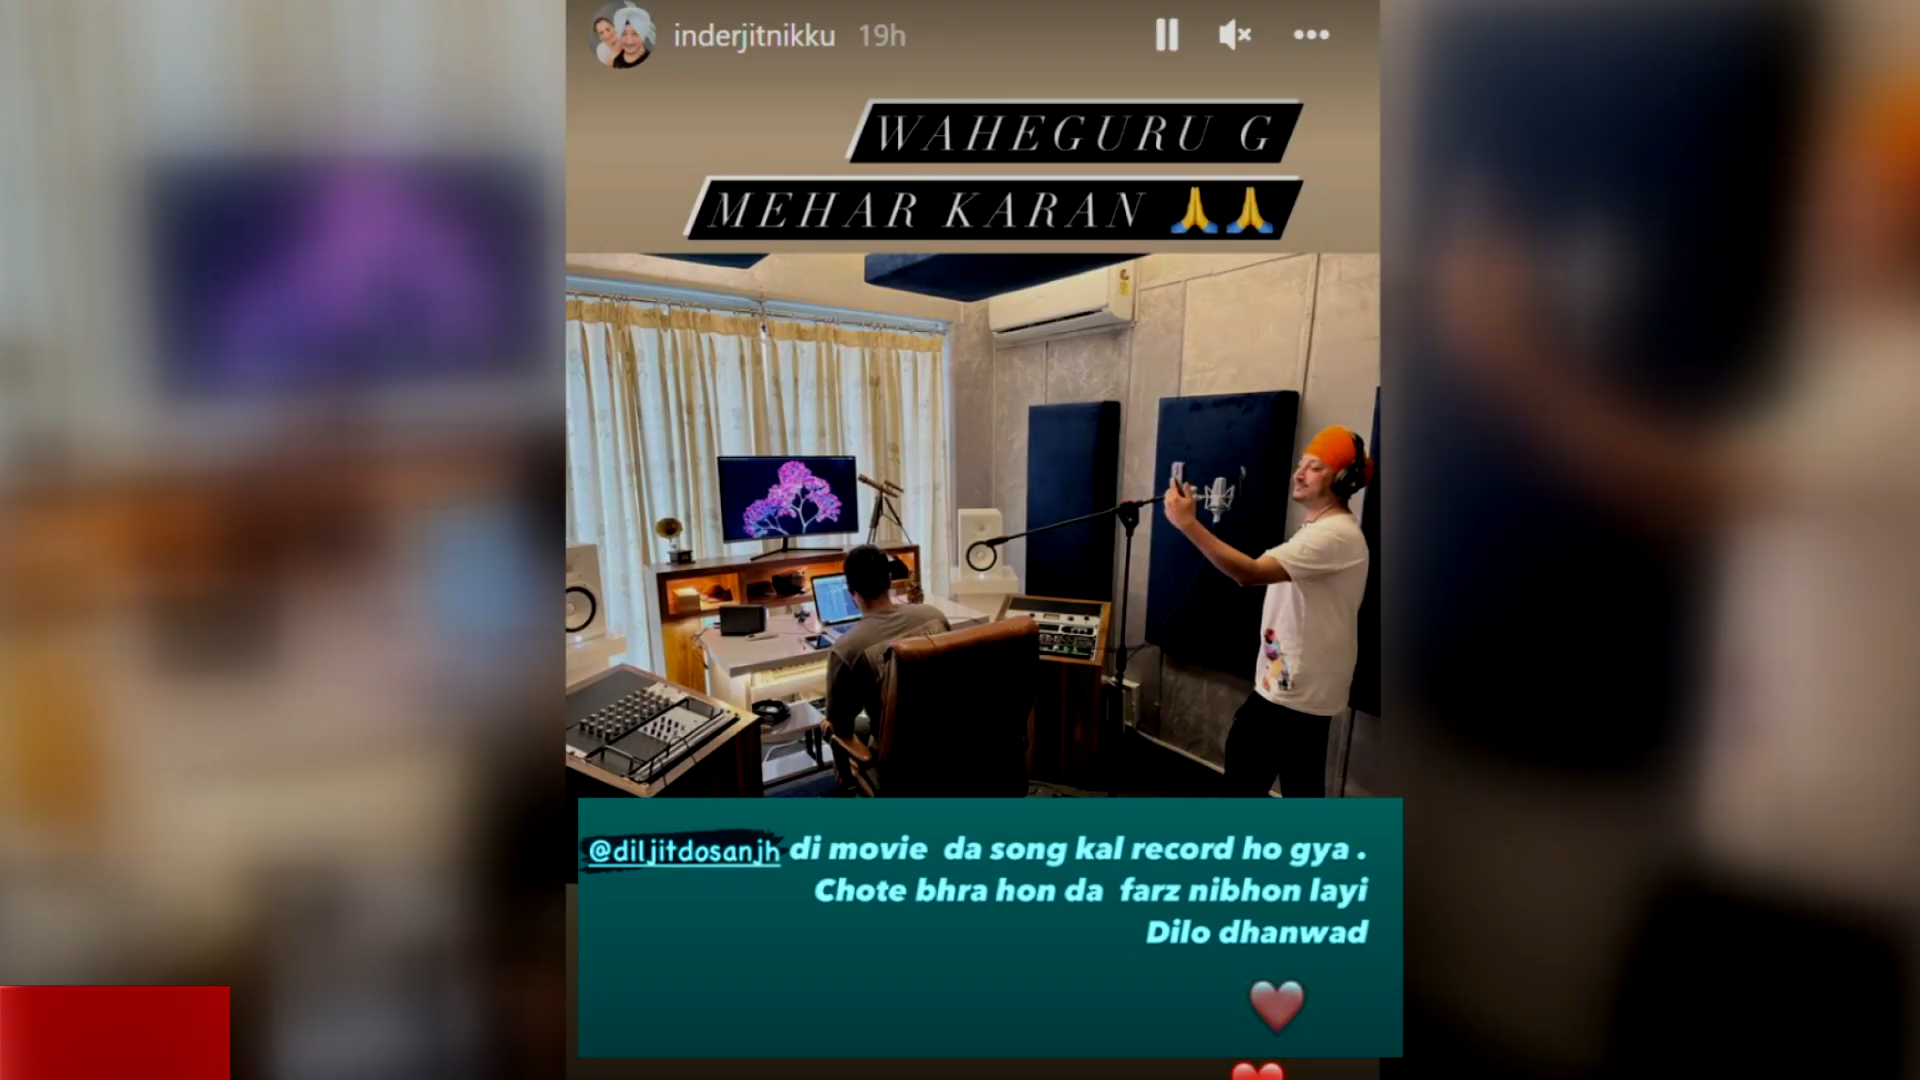 inderjitnikku 19h
WAHEGURU G
MEHAR KARAN 🙏🙏
@diljitdosanjh di movie da song kal record ho gya .
Chote bhra hon da farz nibhon layi
Dilo dhanwad